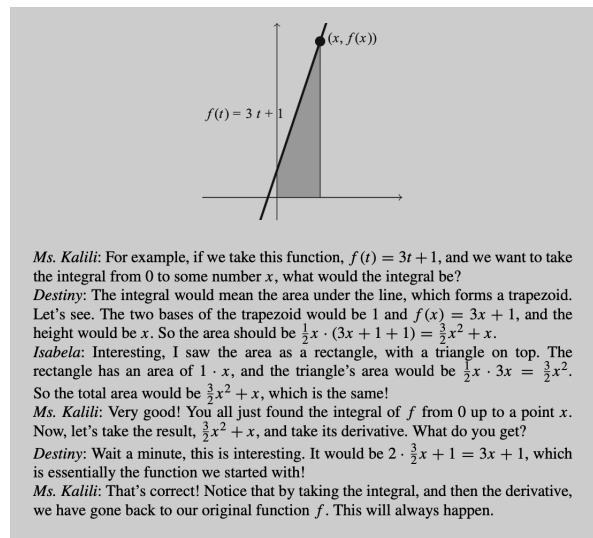 (x, f(x))
f(t) = 3 t + 1
Ms. Kalili: For example, if we take this function, f(t) = 3t + 1, and we want to take
the integral from 0 to some number x, what would the integral be?
Destiny: The integral would mean the area under the line, which forms a trapezoid.
Let’s see. The two bases of the trapezoid would be 1 and f(x) = 3x + 1, and the
height would be x. So the area should be ½x · (3x + 1 + 1) = 3/2x² + x.
Isabela: Interesting, I saw the area as a rectangle, with a triangle on top. The
rectangle has an area of 1 · x, and the triangle’s area would be ½x · 3x = 3/2x².
So the total area would be 3/2x² + x, which is the same!
Ms. Kalili: Very good! You all just found the integral of f from 0 up to a point x.
Now, let’s take the result, 3/2x² + x, and take its derivative. What do you get?
Destiny: Wait a minute, this is interesting. It would be 2 · 3/2x + 1 = 3x + 1, which
is essentially the function we started with!
Ms. Kalili: That’s correct! Notice that by taking the integral, and then the derivative,
we have gone back to our original function f. This will always happen.